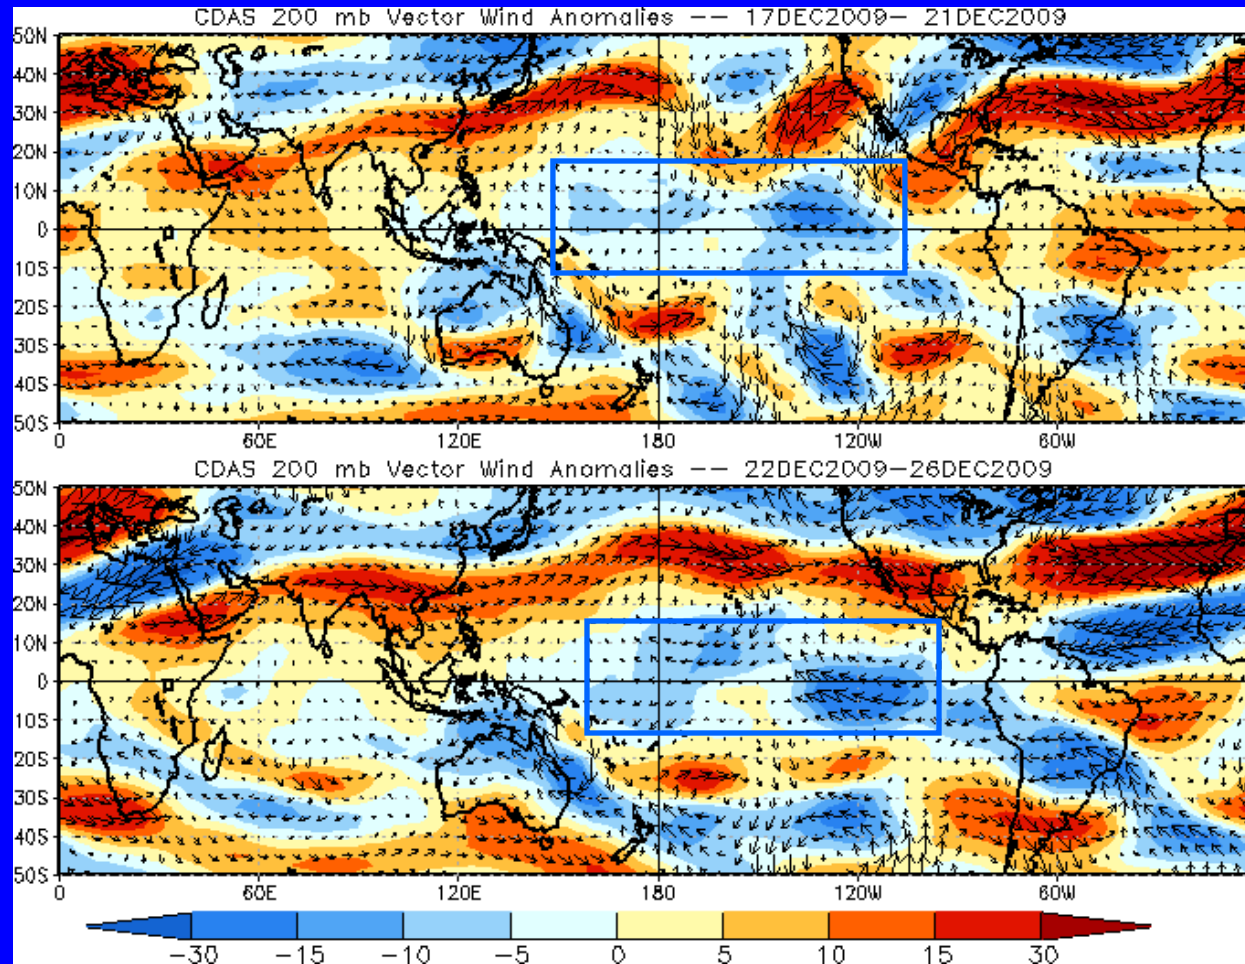 CDAS 200 mb Vector Wind Anomalies -- 17DEC2009- 21DEC2009
50N
40N
30N
20N
10N
0
10S
20S
30S
40S
50S
0 60E 120E 180 120W 60W
CDAS 200 mb Vector Wind Anomalies -- 22DEC2009-26DEC2009
50N
40N
30N
20N
10N
0
10S
20S
30S
40S
50S
0 60E 120E 180 120W 60W
-30 -15 -10 -5 0 5 10 15 30